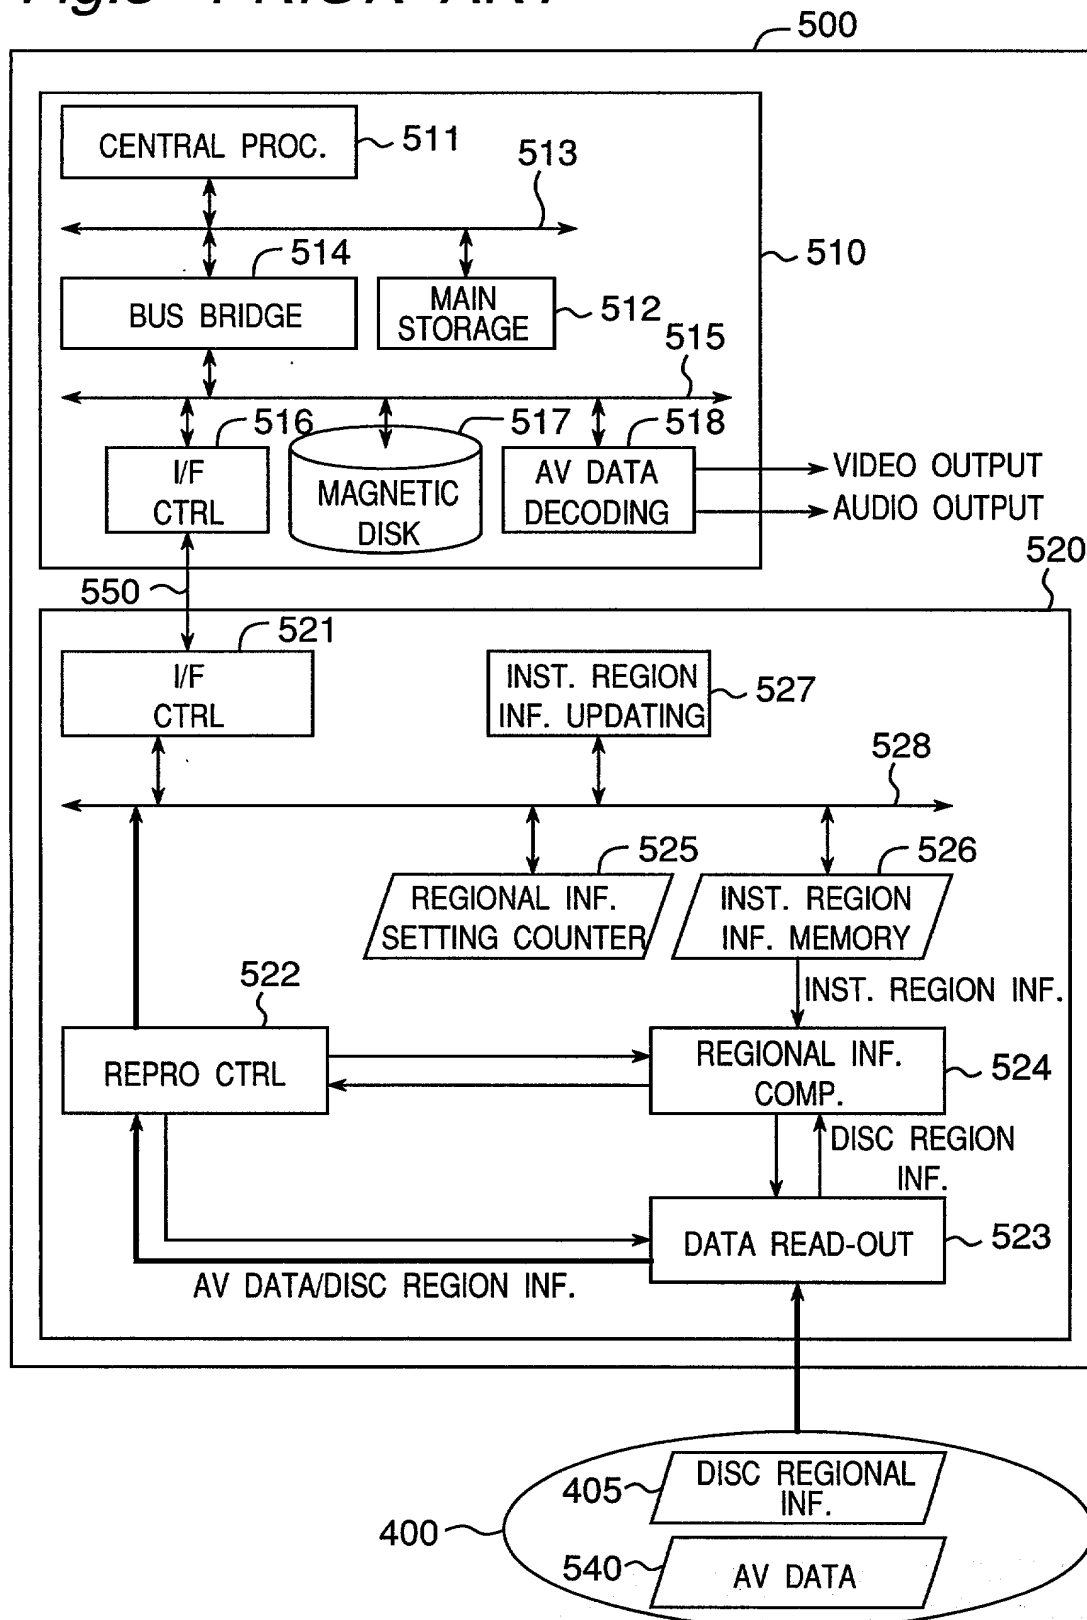 PRIOR ART
500
CENTRAL PROC.
511
513
514
510
BUS BRIDGE
MAIN
STORAGE
512
515
516
517
518
I/F
CTRL
MAGNETIC
DISK
AV DATA
DECODING
VIDEO OUTPUT
AUDIO OUTPUT
550
520
521
I/F
CTRL
INST. REGION
INF. UPDATING
527
528
525
526
REGIONAL INF.
SETTING COUNTER
INST. REGION
INF. MEMORY
522
INST. REGION INF.
REPRO CTRL
REGIONAL INF.
COMP.
524
DISC REGION
INF.
DATA READ-OUT
523
AV DATA/DISC REGION INF.
405
DISC REGIONAL
INF.
400
540
AV DATA